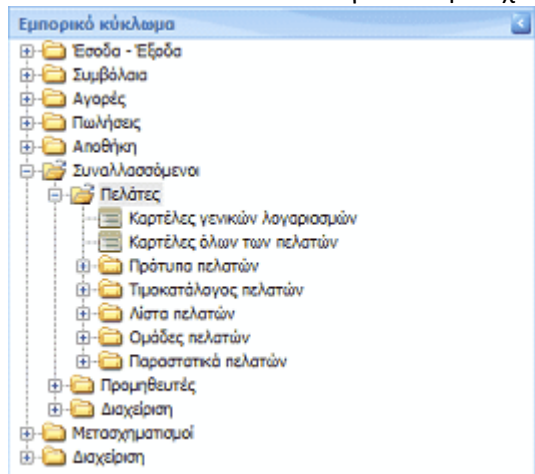 Εμπορικό κύκλωμα
Έσοδα - Έξοδα
Συμβόλαια
Αγορές
Πωλήσεις
Αποθήκη
Συναλλασσόμενοι
Πελάτες
Καρτέλες γενικών λογαριασμών
Καρτέλες όλων των πελατών
Πρότυπα πελατών
Τιμοκατάλογος πελατών
Λίστα πελατών
Ομάδες πελατών
Παραστατικά πελατών
Προμηθευτές
Διαχείριση
Μετασχηματισμοί
Διαχείριση